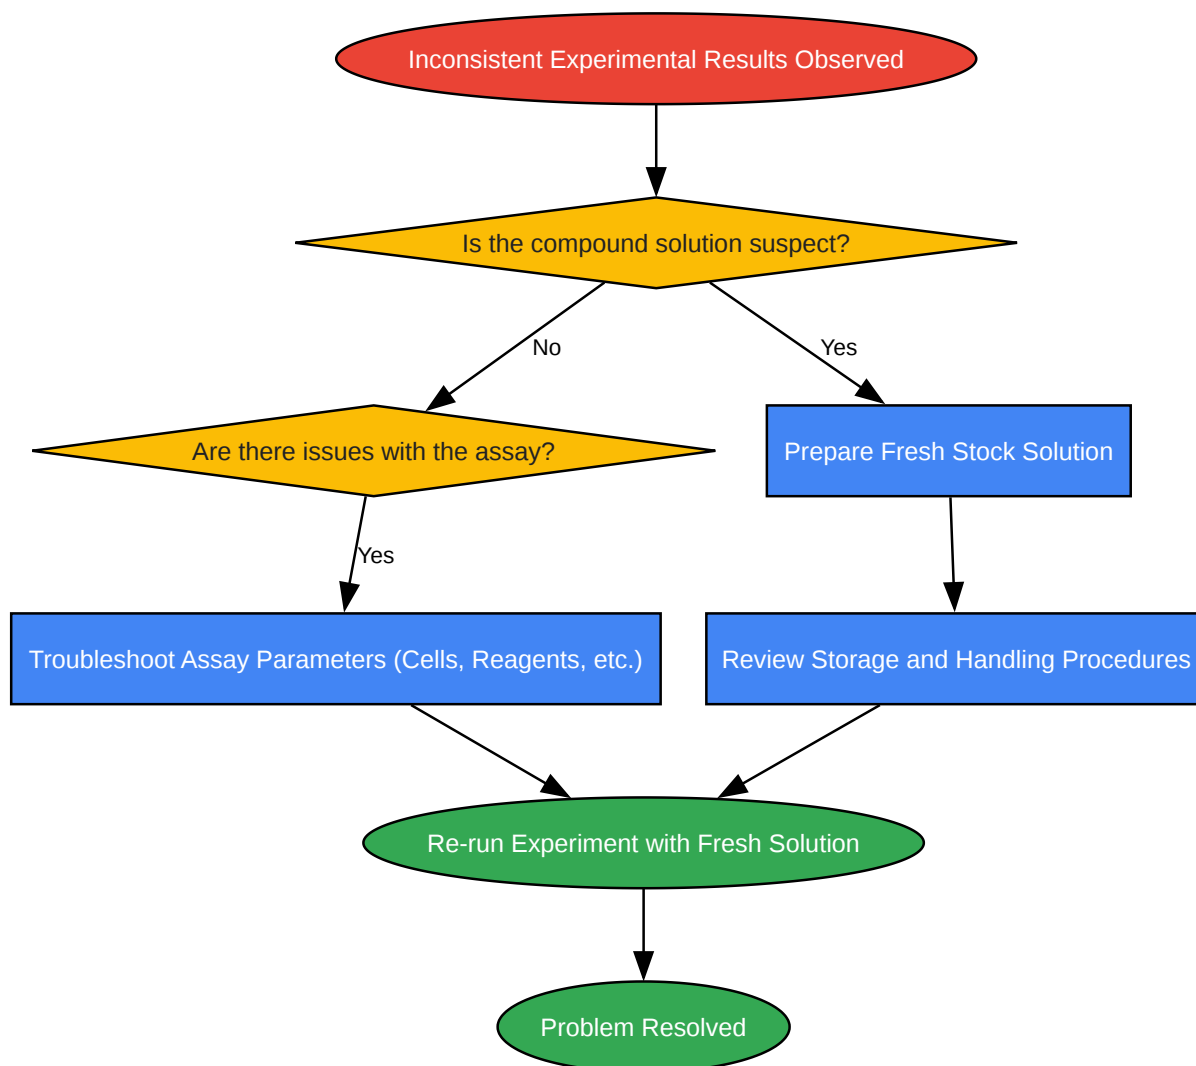 Inconsistent Experimental Results Observed
Is the compound solution suspect?
No
Yes
Are there issues with the assay?
Prepare Fresh Stock Solution
Yes
Troubleshoot Assay Parameters (Cells, Reagents, etc.)
Review Storage and Handling Procedures
Re-run Experiment with Fresh Solution
Problem Resolved